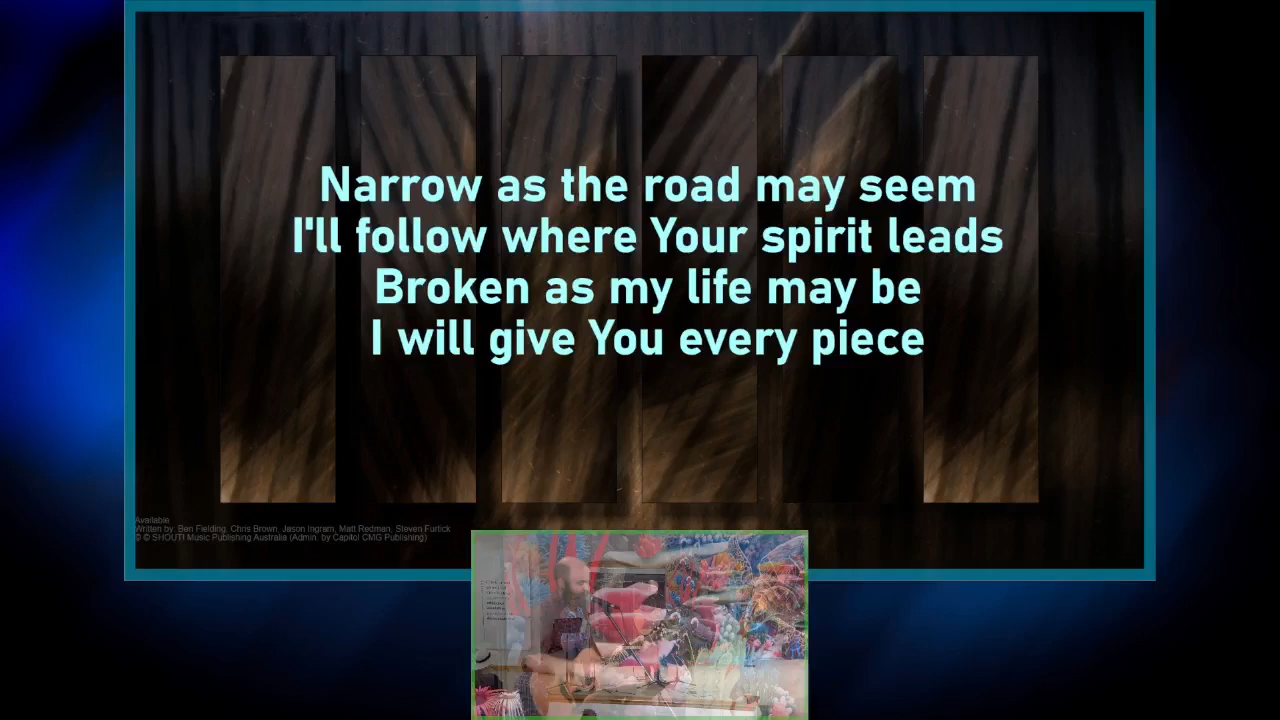 Narrow as the road may seem
I'll follow where Your spirit leads
Broken as my life may be
I will give You every piece
Available
Written by: Ben Fielding, Chris Brown, Jason Ingram, Matt Redman, Steven Furtick
© © SHOUT! Music Publishing Australia (Admin. by Capitol CMG Publishing)